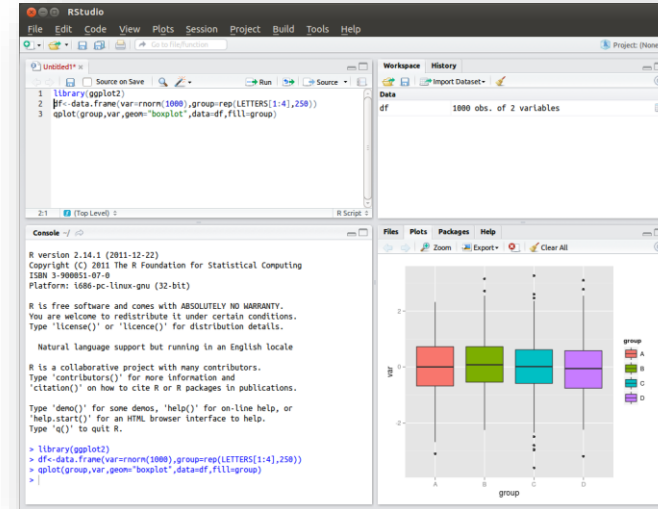 RStudio
File Edit Code View Plots Session Project Build Tools Help
Go to File/Function
Project: (None
Untitled1* ×
Source on Save
Run
Source
1 library(ggplot2)
2 df<-data.frame(var=rnorm(1000),group=rep(LETTERS[1:4],250))
3 qplot(group,var,geom="boxplot",data=df,fill=group)
2:1 (Top Level) R Script
Workspace History
Import Dataset
Data
df 1000 obs. of 2 variables
Console ~/
R version 2.14.1 (2011-12-22)
Copyright (C) 2011 The R Foundation for Statistical Computing
ISBN 3-900051-07-0
Platform: i686-pc-linux-gnu (32-bit)
R is free software and comes with ABSOLUTELY NO WARRANTY.
You are welcome to redistribute it under certain conditions.
Type 'license()' or 'licence()' for distribution details.
Natural language support but running in an English locale
R is a collaborative project with many contributors.
Type 'contributors()' for more information and
'citation()' on how to cite R or R packages in publications.
Type 'demo()' for some demos, 'help()' for on-line help, or
'help.start()' for an HTML browser interface to help.
Type 'q()' to quit R.
> library(ggplot2)
> df<-data.frame(var=rnorm(1000),group=rep(LETTERS[1:4],250))
> qplot(group,var,geom="boxplot",data=df,fill=group)
>
Files Plots Packages Help
Zoom Export Clear All
2
0
-2
var
A B C D
group
group
A
B
C
D